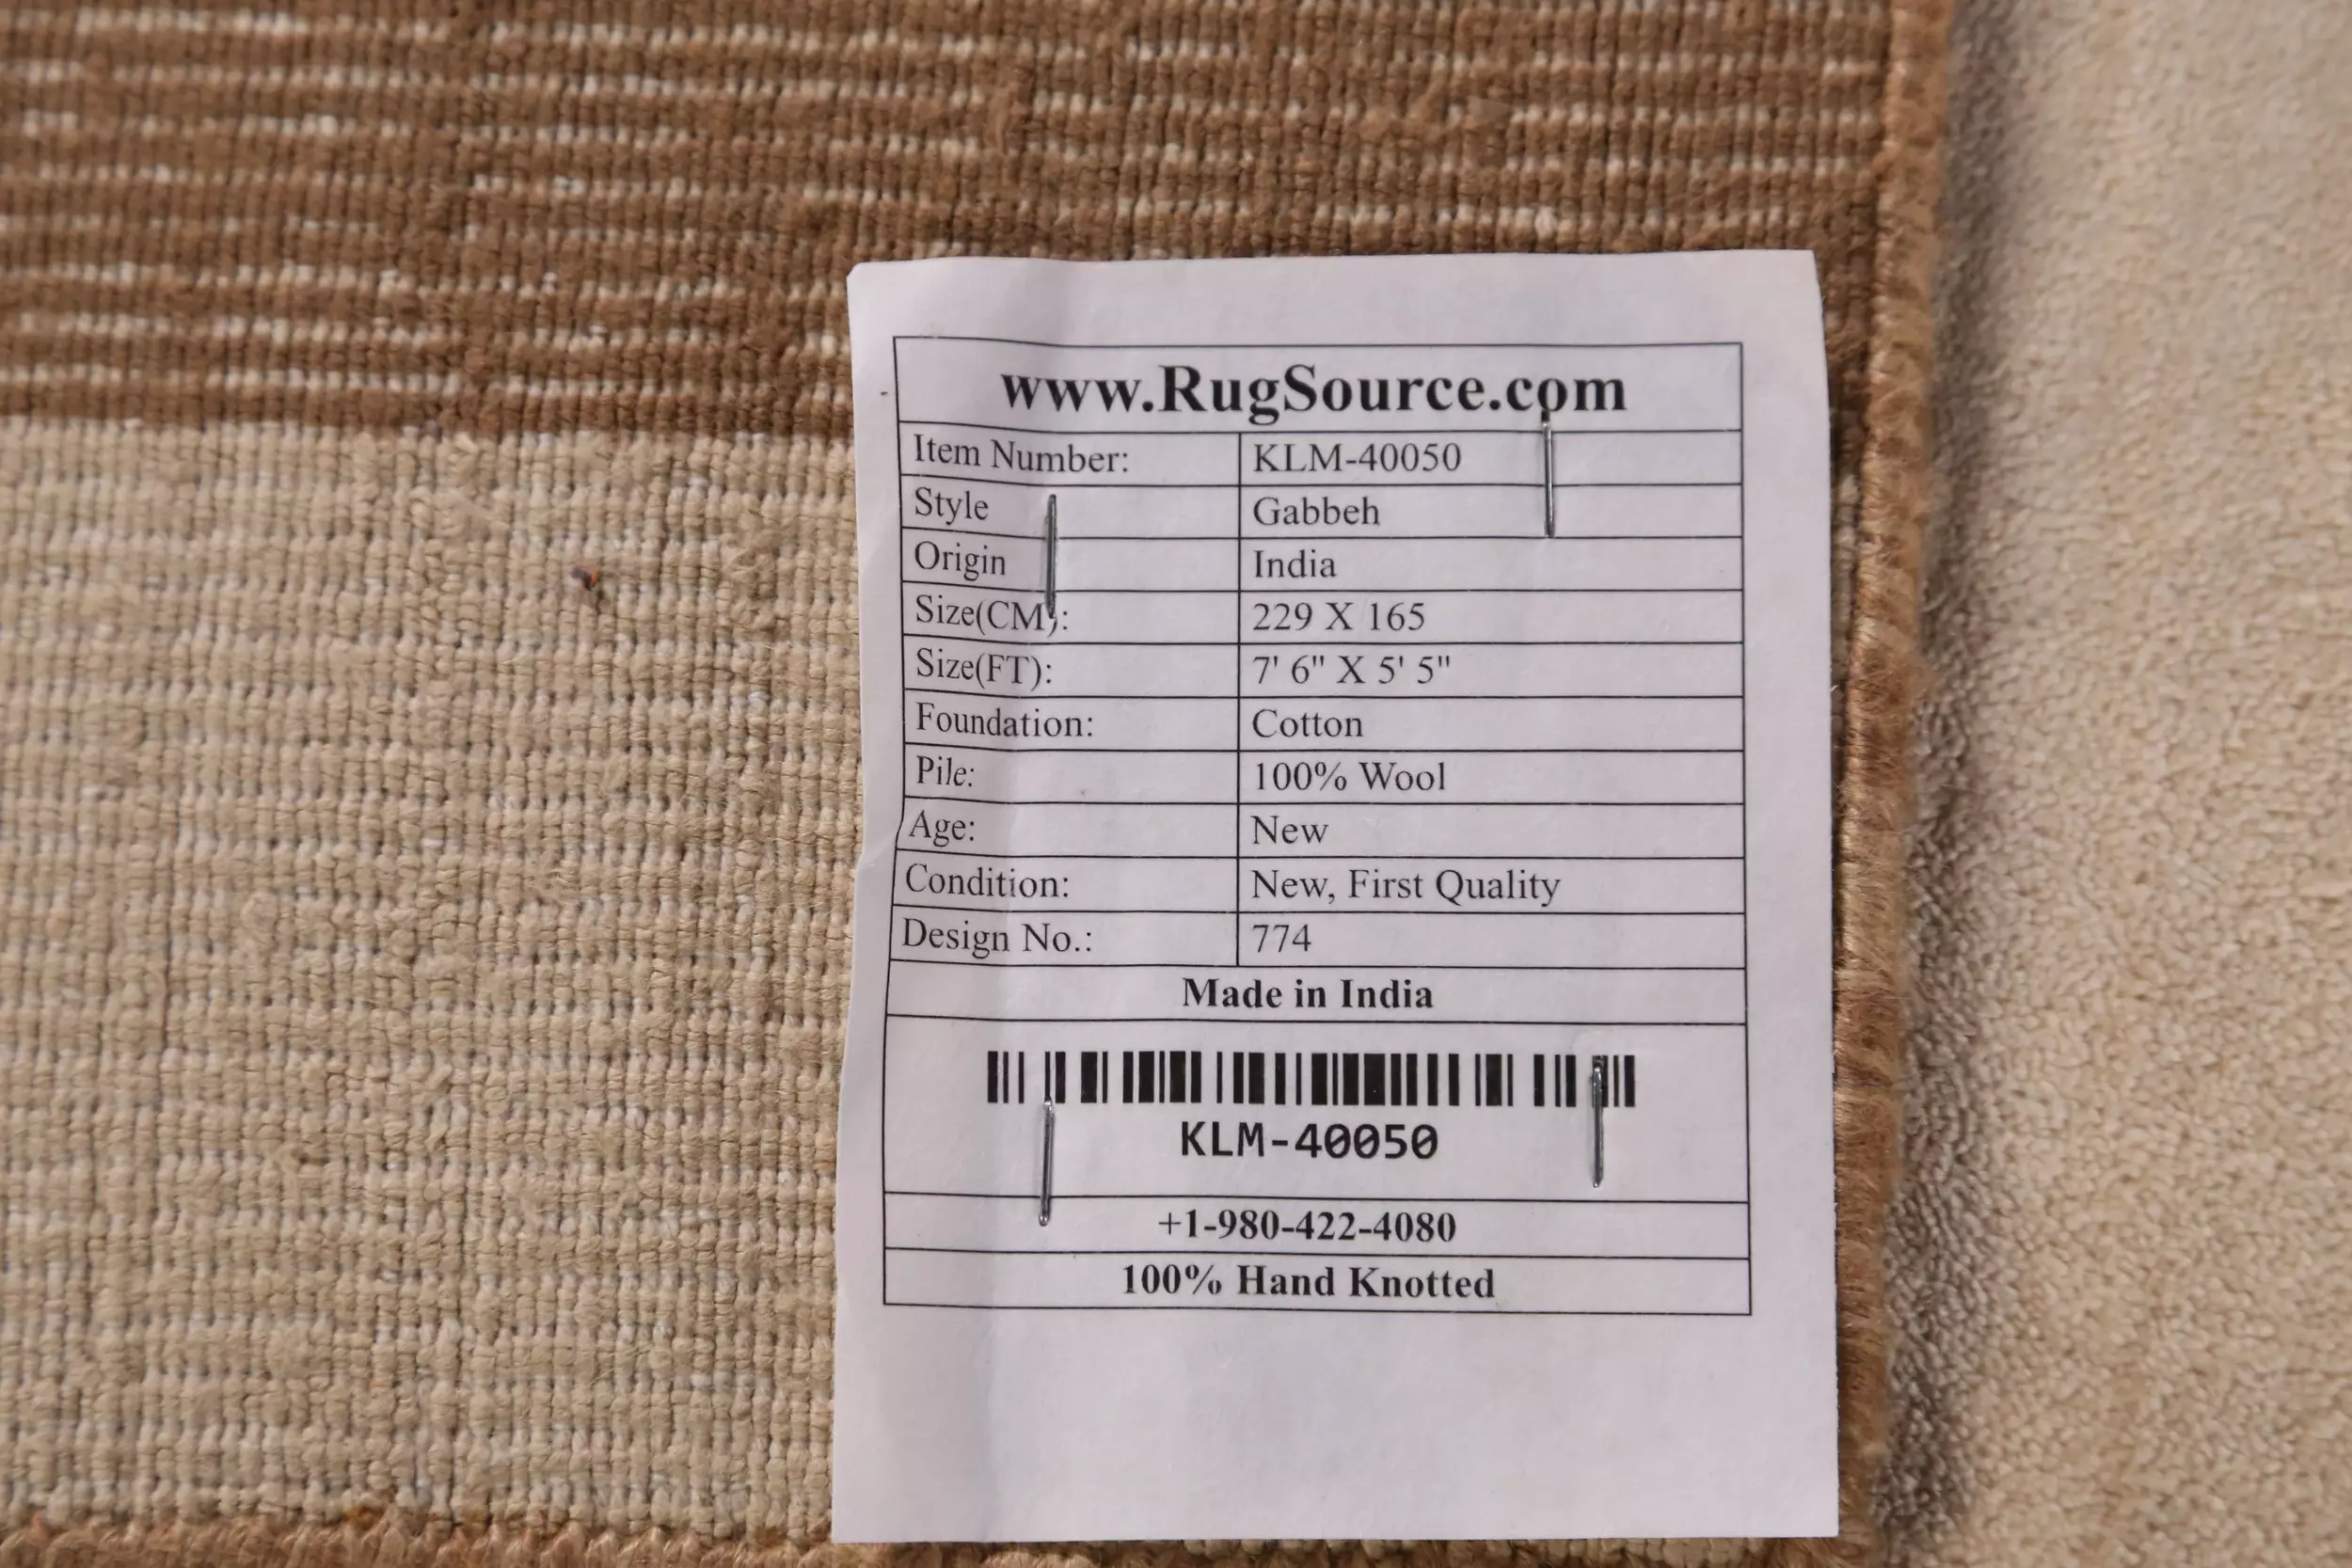 www.RugSource.com
Item Number: KLM-40050
Style Gabbeh
Origin India
Size(CM): 229 X 165
Size(FT): 7' 6" X 5' 5"
Foundation: Cotton
Pile: 100% Wool
Age: New
Condition: New, First Quality
Design No.: 774
Made in India
KLM-40050
+1-980-422-4080
100% Hand Knotted